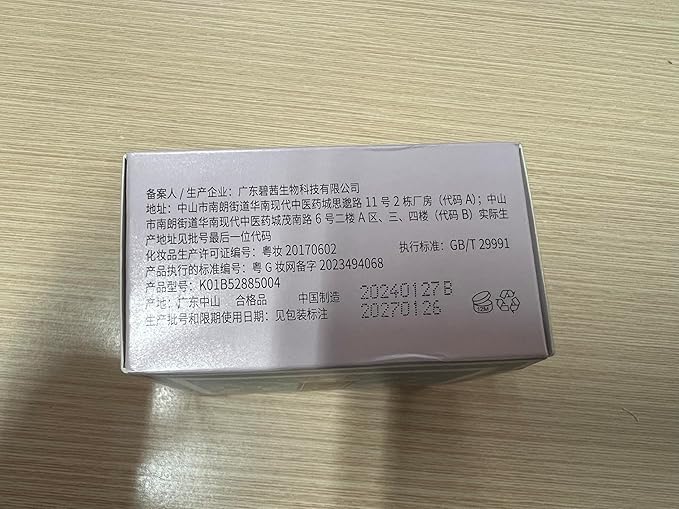 备案人 / 生产企业：广东碧茜生物科技有限公司
地址：中山市南朗街道华南现代中医药城思邈路 11 号 2 栋厂房（代码 A）；中山
市南朗街道华南现代中医药城茂南路 6 号二楼 A 区、三、四楼（代码 B）实际生
产地址见批号最后一位代码
化妆品生产许可证编号：粤妆 20170602 执行标准：GB/T 29991
产品执行的标准编号：粤 G 妆网备字 2023494068
产品型号：K01B52885004
产地：广东中山 合格品 中国制造 20240127B
生产批号和限期使用日期：见包装标注 20270126
12M